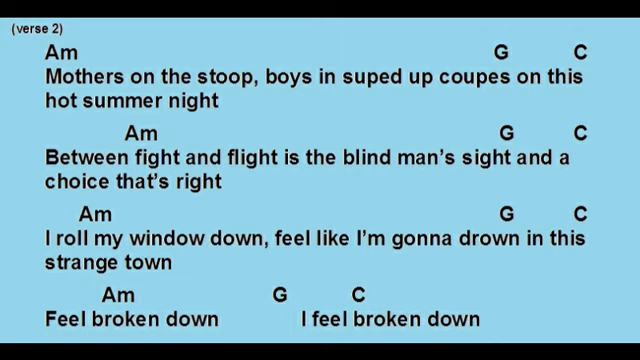 (verse 2)
Am G C
Mothers on the stoop, boys in suped up coupes on this
hot summer night
Am G C
Between fight and flight is the blind man's sight and a
choice that's right
Am G C
I roll my window down, feel like I'm gonna drown in this
strange town
Am G C
Feel broken down I feel broken down